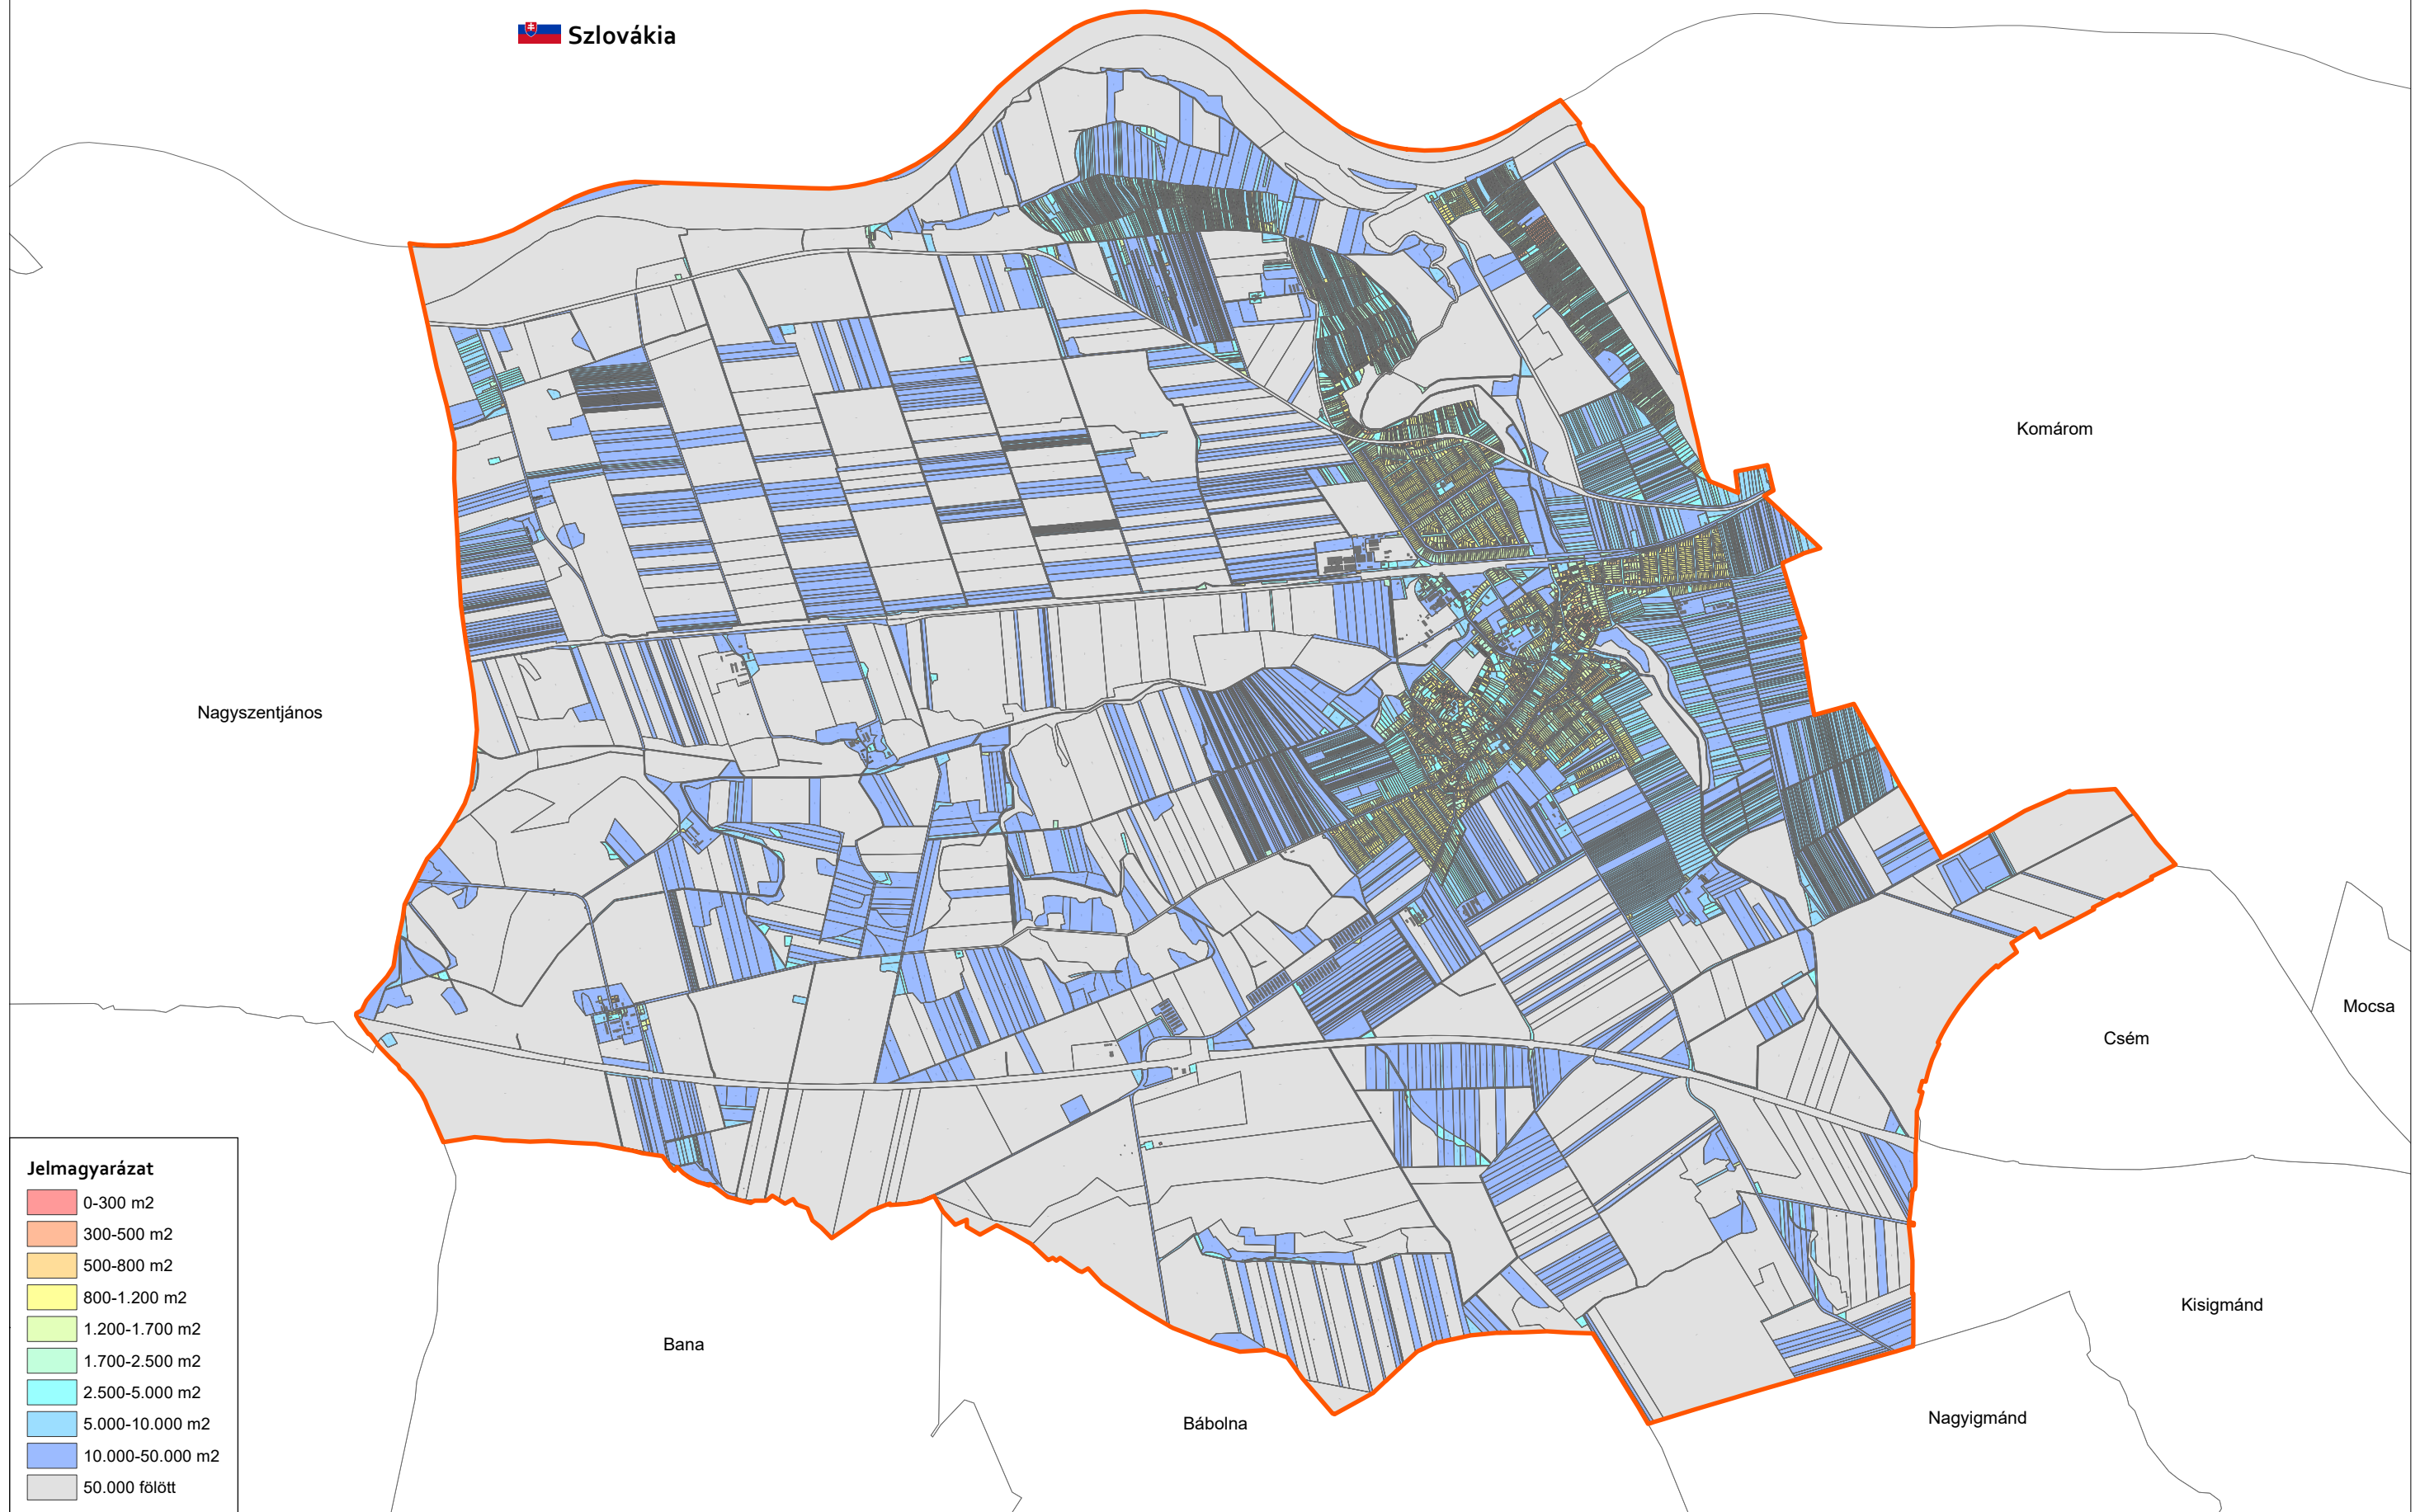 Szlovákia
Komárom
Nagyszentjános
Mocsa
Csém
Kisigmánd
Bana
Bábolna
Nagyigmánd
Jelmagyarázat
0-300 m2
300-500 m2
500-800 m2
800-1.200 m2
1.200-1.700 m2
1.700-2.500 m2
2.500-5.000 m2
5.000-10.000 m2
10.000-50.000 m2
50.000 fölött